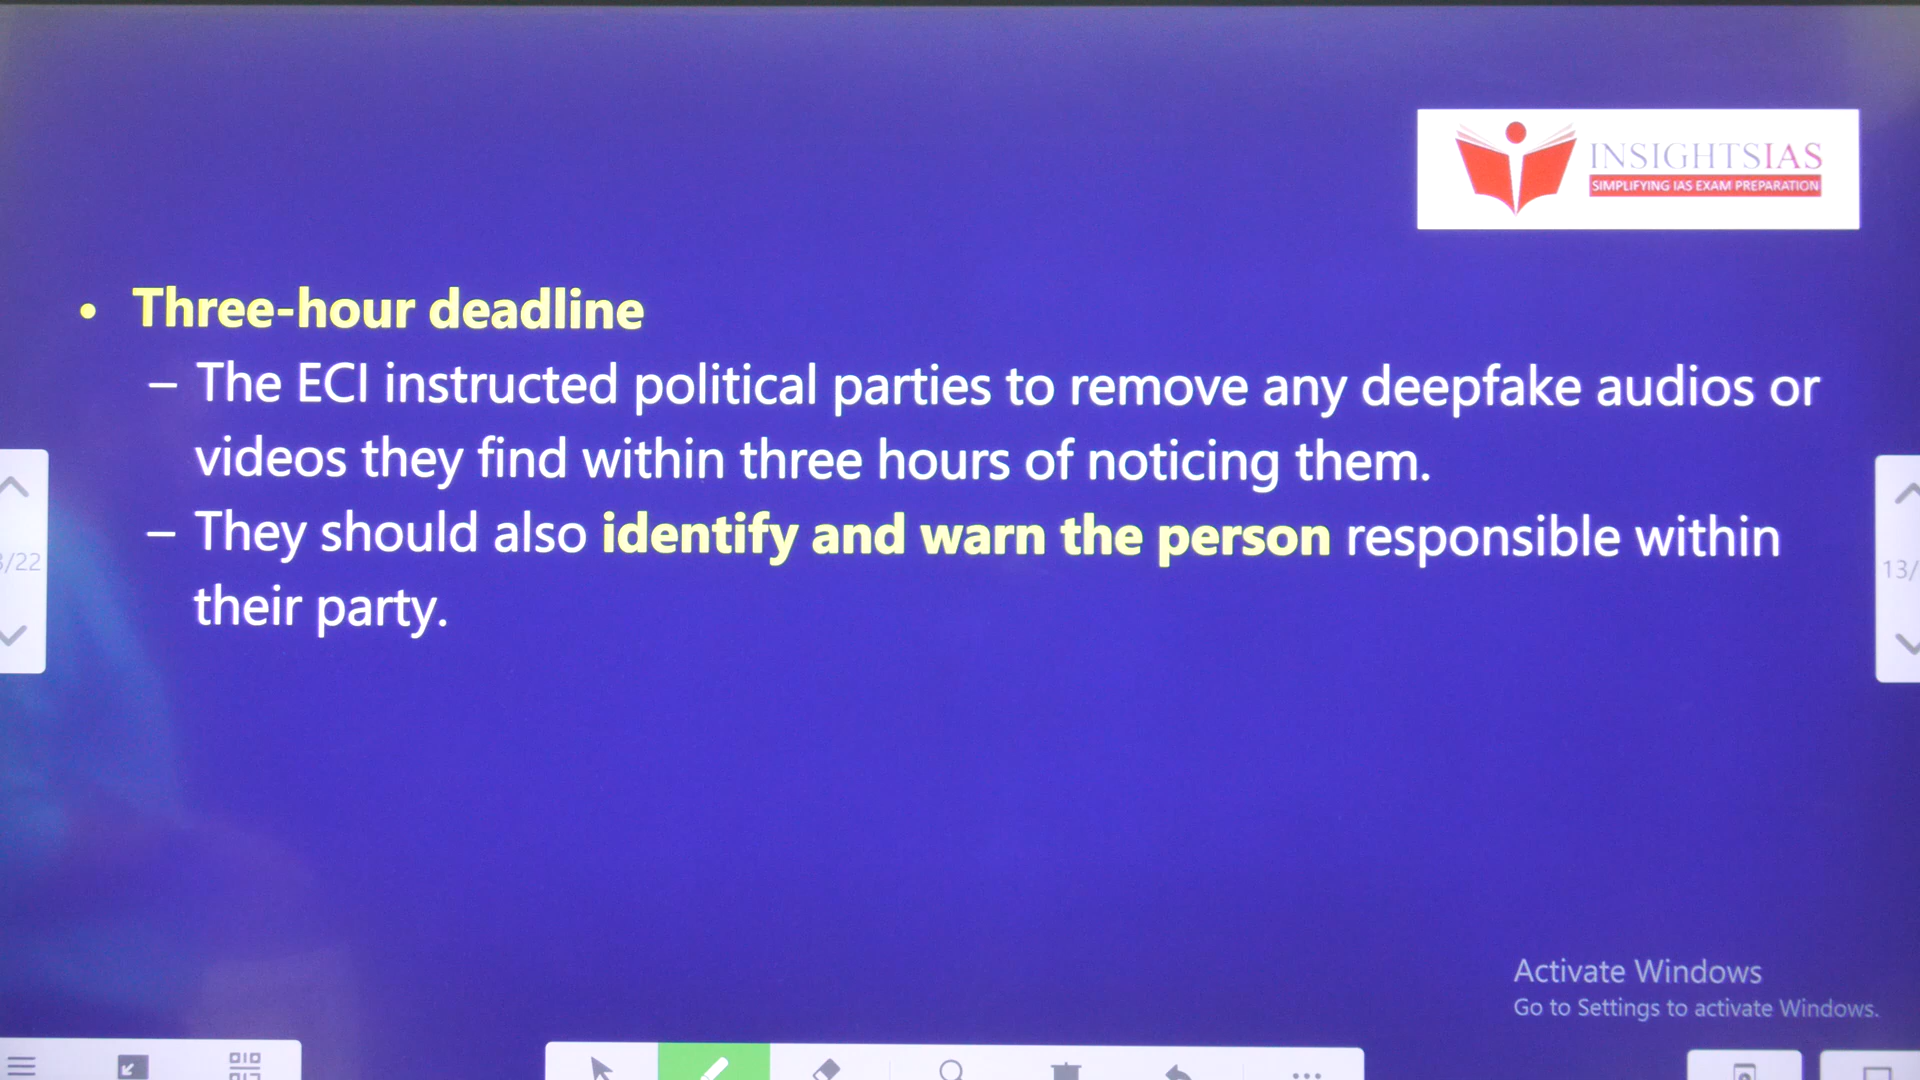 INSIGHTSIAS
SIMPLIFYING IAS EXAM PREPARATION
• Three-hour deadline
– The ECI instructed political parties to remove any deepfake audios or
videos they find within three hours of noticing them.
– They should also identify and warn the person responsible within
their party.
/22
13/
Activate Windows
Go to Settings to activate Windows.